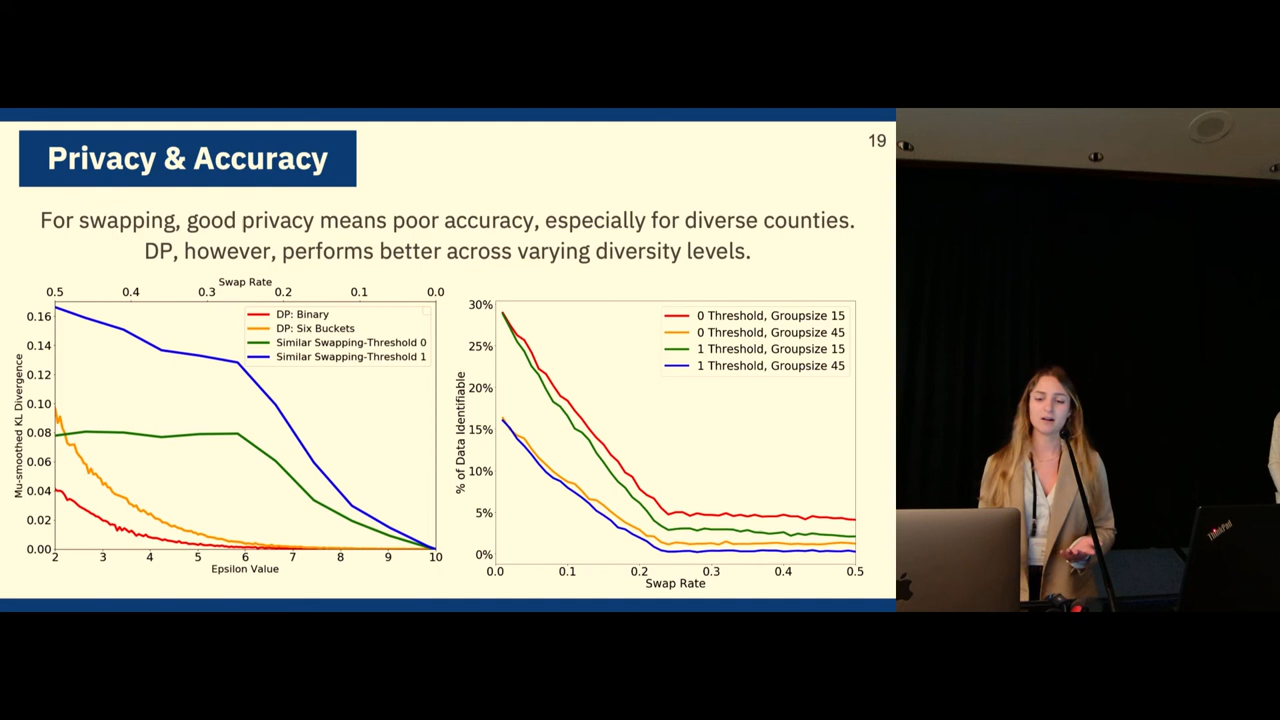 19
Privacy & Accuracy
For swapping, good privacy means poor accuracy, especially for diverse counties.
DP, however, performs better across varying diversity levels.
Swap Rate
0.5 0.4 0.3 0.2 0.1 0.0
DP: Binary
DP: Six Buckets
Similar Swapping-Threshold 0
Similar Swapping-Threshold 1
Mu-smoothed KL Divergence
0.16
0.14
0.12
0.10
0.08
0.06
0.04
0.02
0.00
2 3 4 5 6 7 8 9 10
Epsilon Value
0 Threshold, Groupsize 15
0 Threshold, Groupsize 45
1 Threshold, Groupsize 15
1 Threshold, Groupsize 45
% of Data Identifiable
30%
25%
20%
15%
10%
5%
0%
0.0 0.1 0.2 0.3 0.4 0.5
Swap Rate
ThinkPad